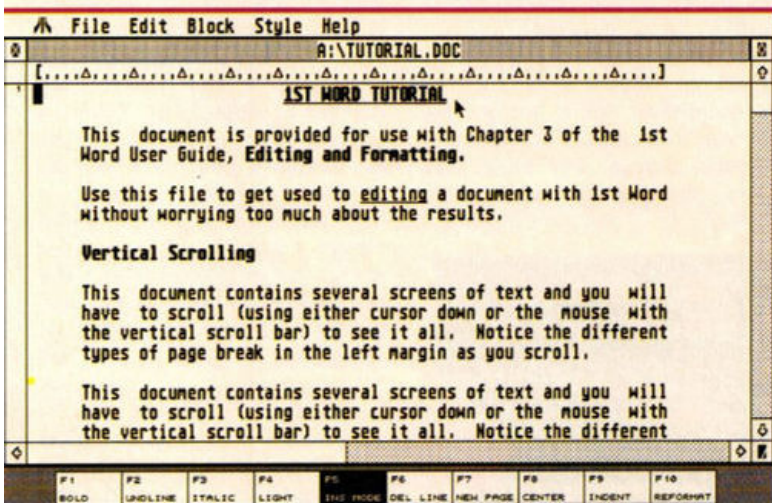 File Edit Block Style Help
A:\TUTORIAL.DOC
1ST WORD TUTORIAL
This document is provided for use with Chapter 3 of the 1st
Word User Guide, Editing and Formatting.
Use this file to get used to editing a document with 1st Word
without worrying too much about the results.
Vertical Scrolling
This document contains several screens of text and you will
have to scroll (using either cursor down or the mouse with
the vertical scroll bar) to see it all. Notice the different
types of page break in the left margin as you scroll.
This document contains several screens of text and you will
have to scroll (using either cursor down or the mouse with
the vertical scroll bar) to see it all. Notice the different
F1 F2 F3 F4 F5 F6 F7 F8 F9 F10
BOLD UNDLINE ITALIC LIGHT INS MODE DEL LINE NEW PAGE CENTER INDENT REFORMAT